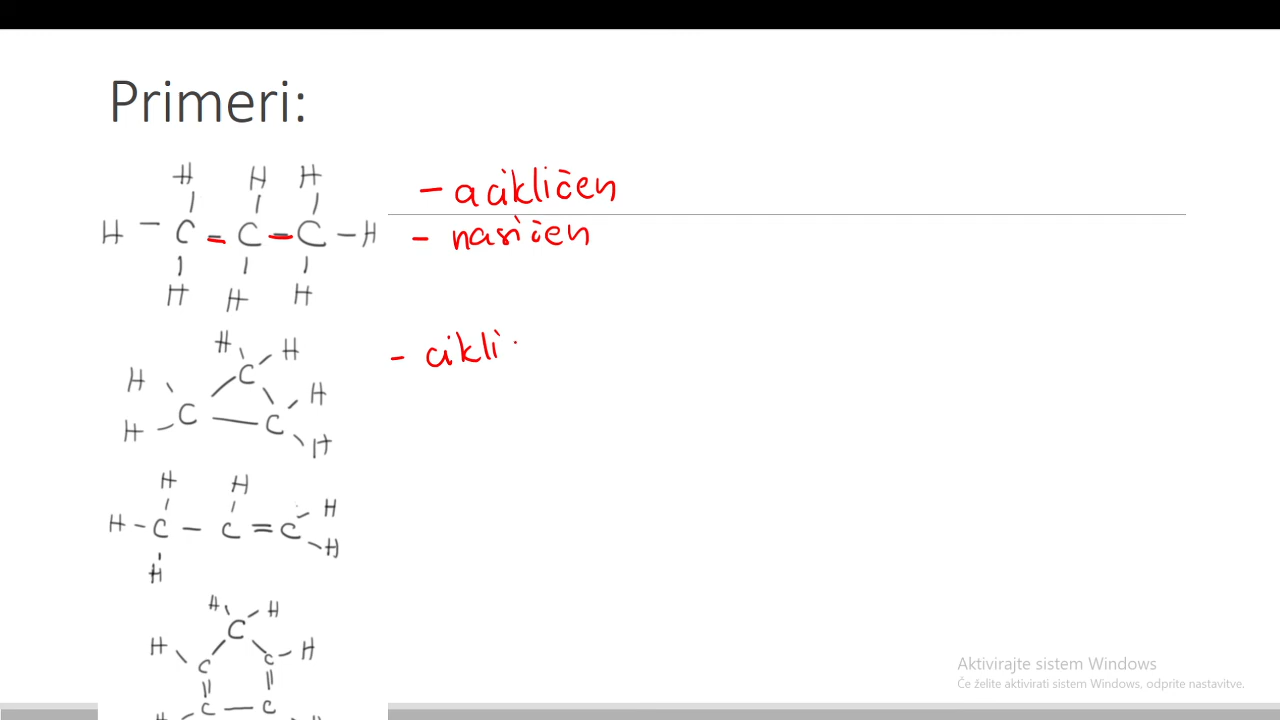 Primeri:
H H H
- acikličen
H - C - C - C - H
- nasičen
H H H
H H
- cikli
H C H
C C
H H
H H
H - C - C = C H
H
H
H H
C
H C C H
C - C
Aktivirajte sistem Windows
Če želite aktivirati sistem Windows, odprite nastavitve.